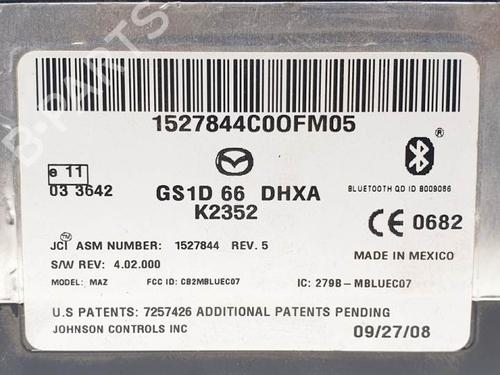 B-PARTS
1527844C0OFM05
e 11
03 3642
GS1D 66 DHXA
K2352
®
BLUETOOTH QD ID B009086
CE 0682
JCI™ ASM NUMBER: 1527844 REV. 5
S/W REV: 4.02.000
MADE IN MEXICO
MODEL: MAZ FCC ID: CB2MBLUEC07 IC: 279B-MBLUEC07
U.S PATENTS: 7257426 ADDITIONAL PATENTS PENDING
JOHNSON CONTROLS INC
09/27/08